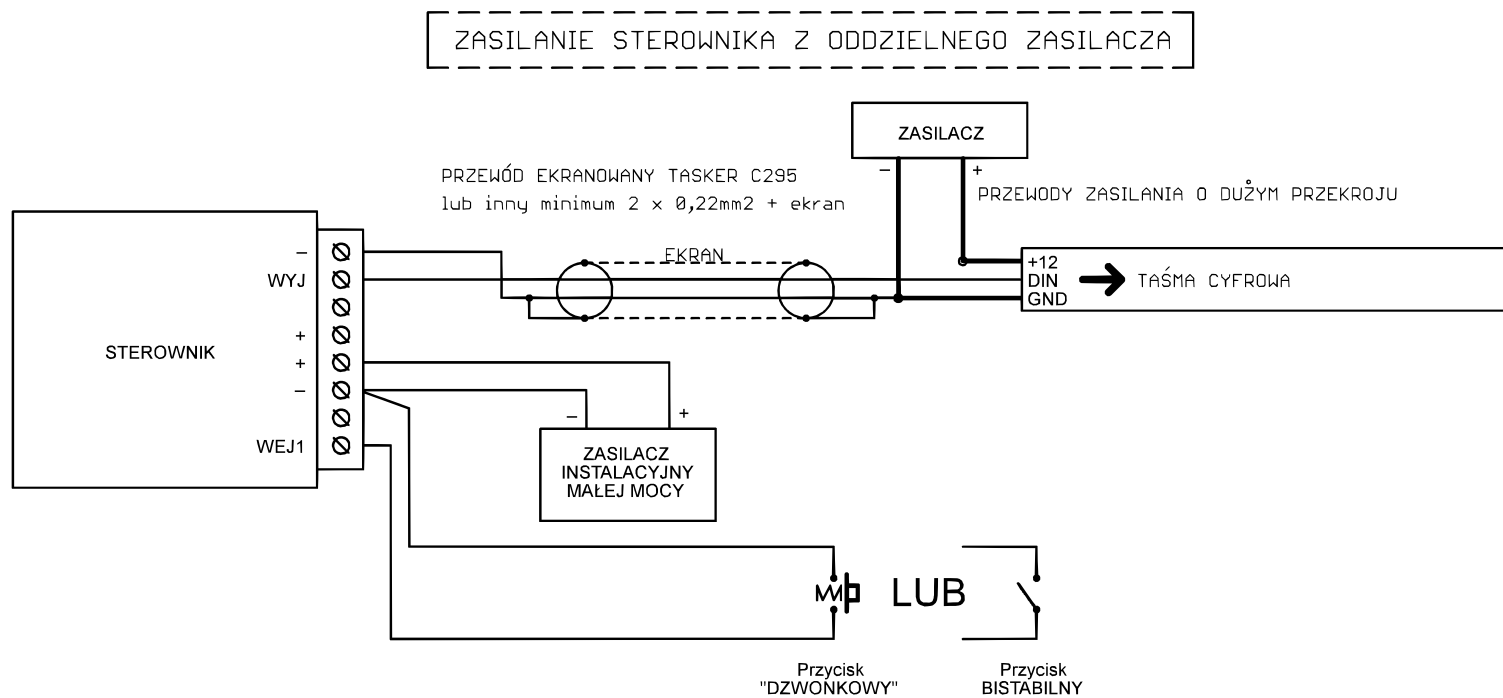 ZASILANIE STEROWNIKA Z ODDZIELNEGO ZASILACZA
ZASILACZ
–
+
PRZEWÓD EKRANOWANY TASKER C295
lub inny minimum 2 x 0,22mm2 + ekran
PRZEWODY ZASILANIA O DUŻYM PRZEKROJU
EKRAN
+12
DIN
GND
TAŚMA CYFROWA
STEROWNIK
–
WYJ
+
+
–
WEJ1
–
+
ZASILACZ
INSTALACYJNY
MAŁEJ MOCY
LUB
Przycisk
"DZWONKOWY"
Przycisk
BISTABILNY